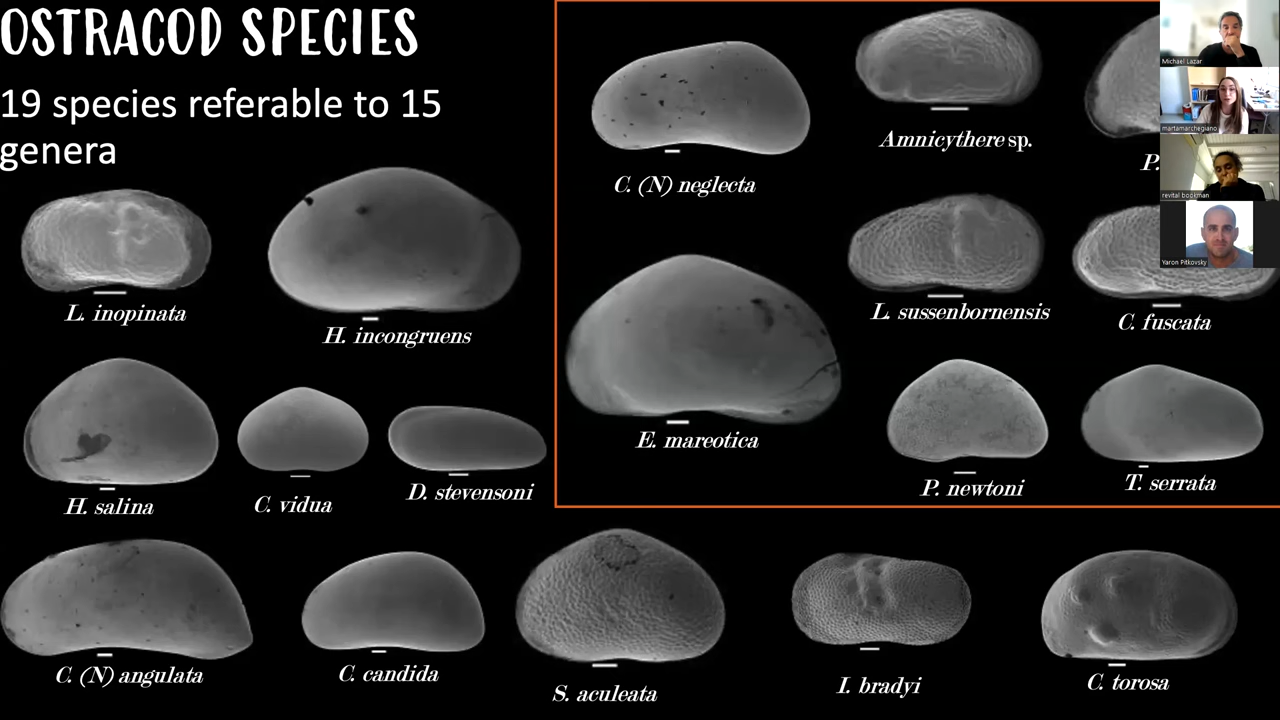 OSTRACOD SPECIES
19 species referable to 15
genera
L. inopinata
H. incongruens
H. salina
C. vidua
D. stevensoni
C. (N) angulata
C. candida
S. aculeata
I. bradyi
C. torosa
C. (N) neglecta
Amnicythere sp.
P.
E. mareotica
L. sussenbornensis
C. fuscata
P. newtoni
T. serrata
Michael Lazar
martamarchegiano
revital bookman
Yaron Pitkovsky